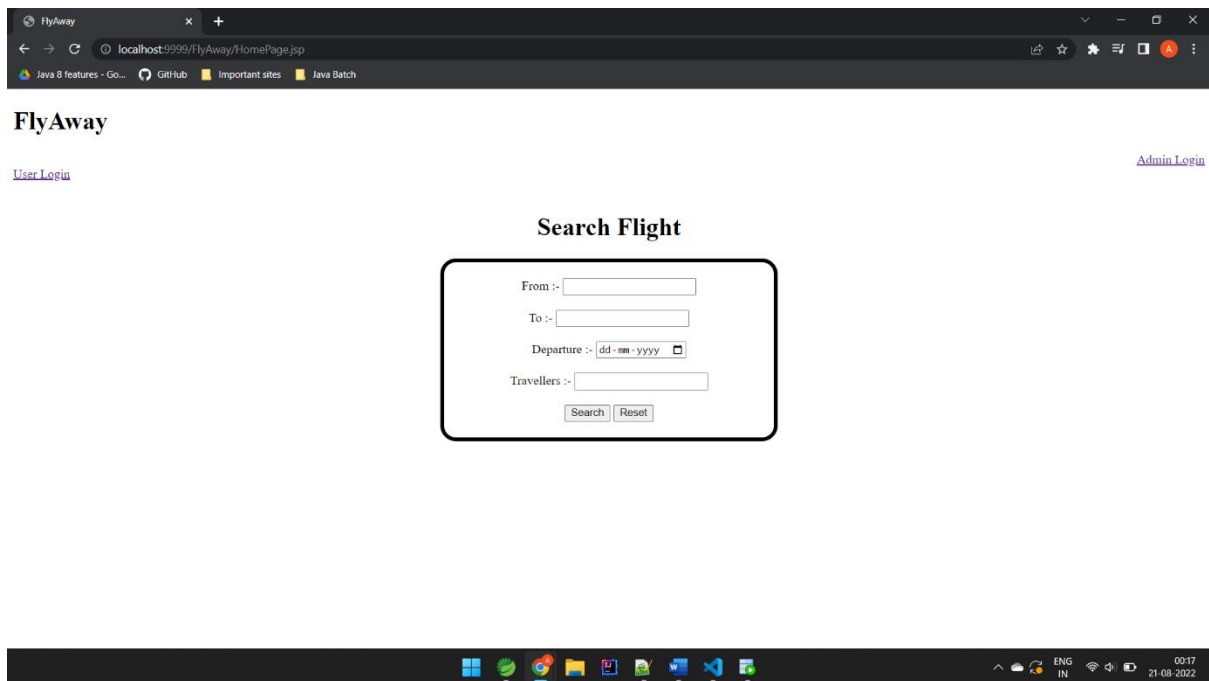 FlyAway
localhost:9999/FlyAway/HomePage.jsp
A
Java 8 features - Go... GitHub Important sites Java Batch
FlyAway
Admin Login
User Login
Search Flight
From :-
To :-
Departure :- dd-mm-yyyy
Travellers :-
Search Reset
ENG
IN
00:17
21-08-2022